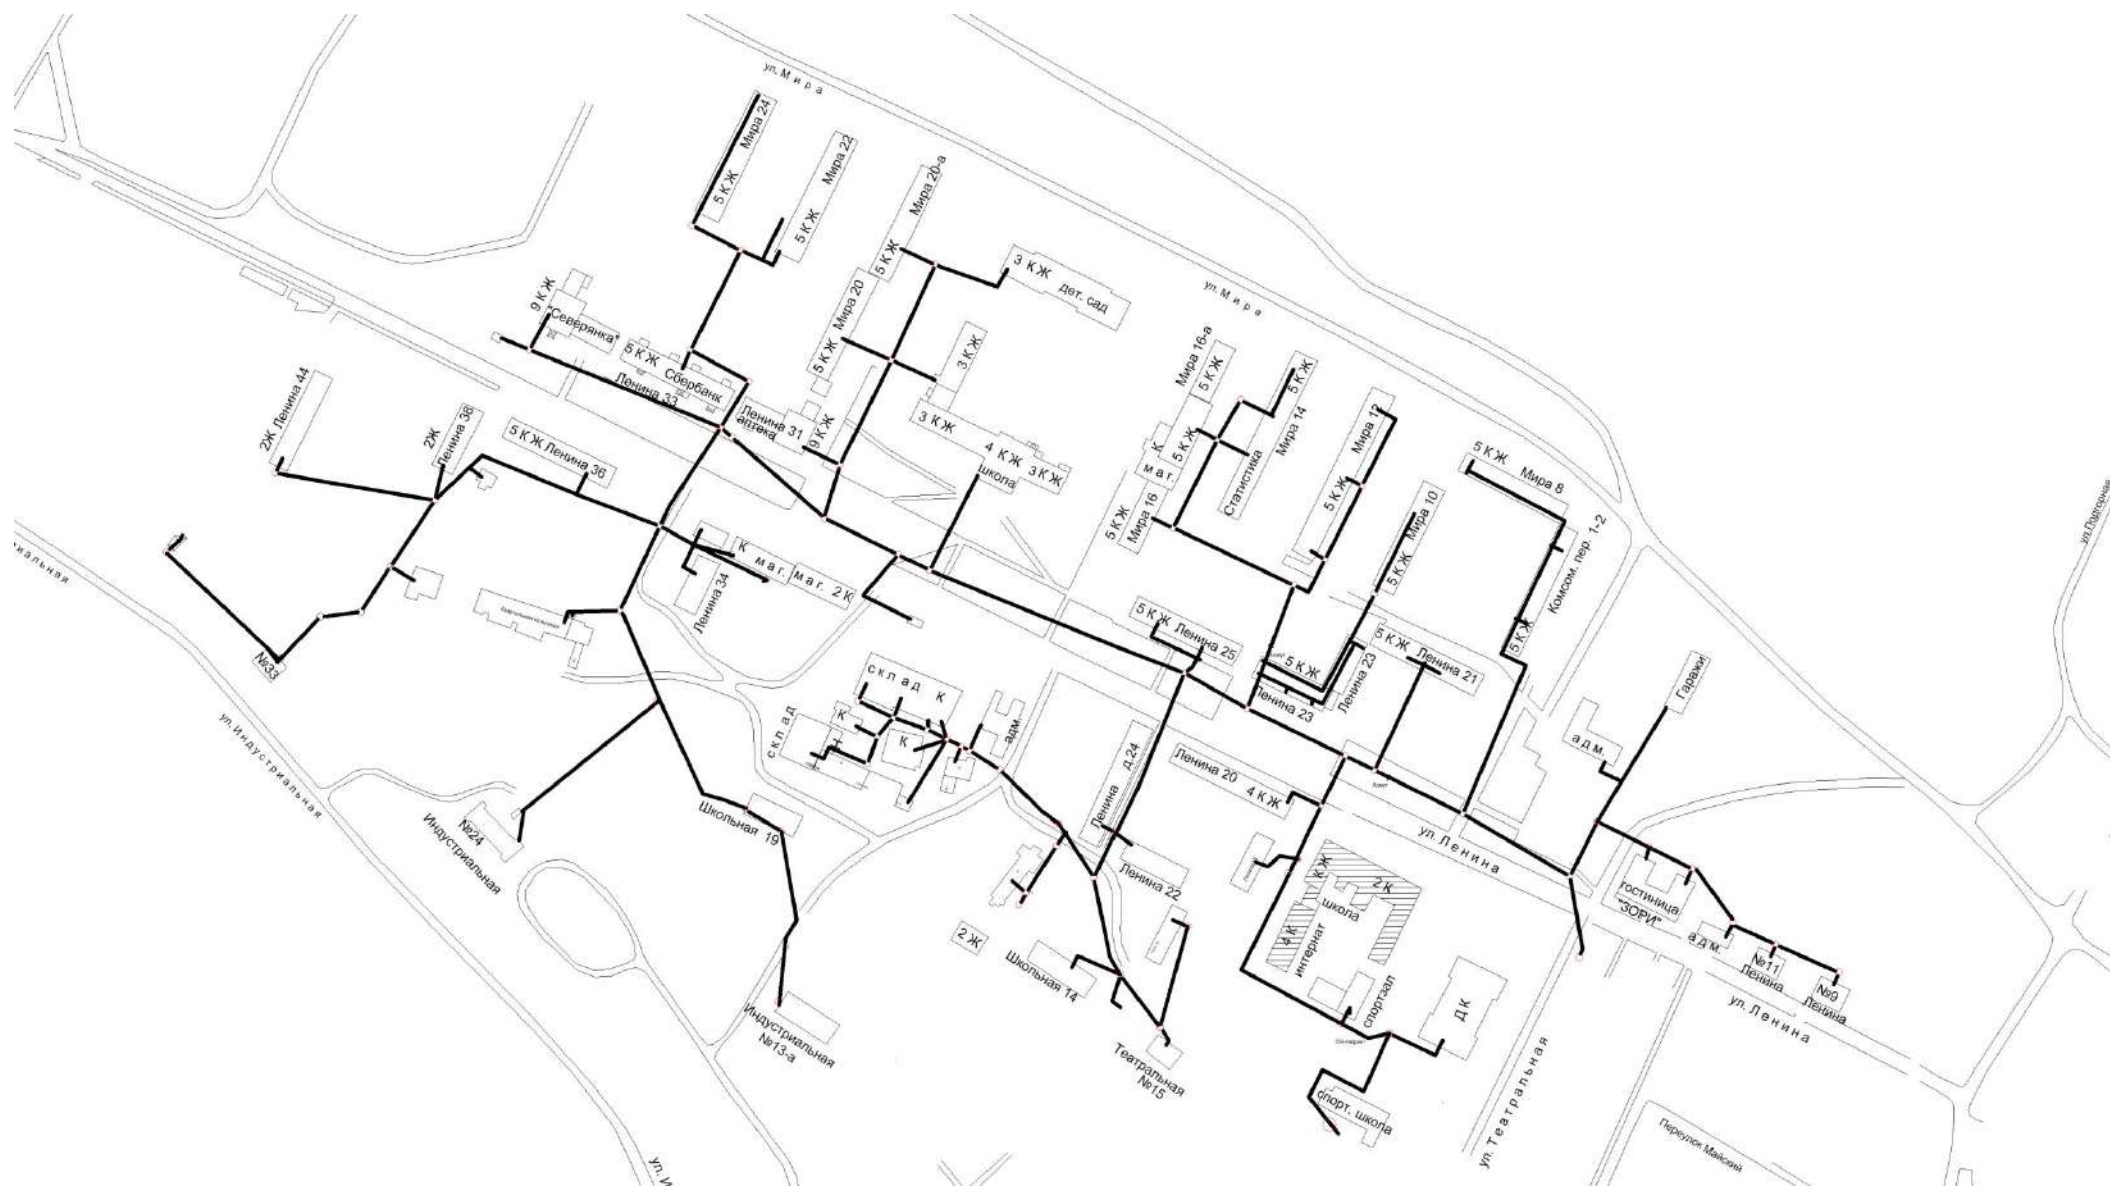 ул. Мира
Мира 24
5 К Ж
Мира 22
5 К Ж
Мира 20-а
5 К Ж
Мира 20
5 К Ж
3 К Ж
дет. сад
ул. Мира
9 К Ж
"Северянка"
5 К Ж
Сбербанк
Ленина 33
Ленина 31
аптека
9 К Ж
3 К Ж
3 К Ж
4 К Ж
3 К Ж
школа
Мира 16-а
5 К Ж
5 К Ж
К
маг.
5 К Ж
Мира 16
5 К Ж
Мира 14
Статистика
Мира 12
5 К Ж
Мира 10
5 К Ж
5 К Ж Мира 8
Комсом. пер. 1-2
5 К Ж
ул. Подгорная
2Ж Ленина 44
2Ж
Ленина 38
5 К Ж Ленина 36
К
маг.
маг. 2 К
Ленина 34
5 К Ж Ленина 25
5 К Ж
Ленина 23
Ленина 23
5 К Ж
Ленина 21
Гаражи
адм.
№33
ул. Индустриальная
склад К
склад
К
К
адм.
Ленина д.24
Ленина 20
4 К Ж
ул. Ленина
Школьная 19
№24
Индустриальная
Ленина 22
К Ж
2 К
школа
4 К
интернат
гостиница
"ЗОРИ"
адм.
№11
Ленина
№9
Ленина
ул. Ленина
2 Ж
Школьная 14
спортзал
Д К
Индустриальная
№13-а
Театральная
№15
спорт. школа
ул. Театральная
Переулок Майский
ул. И